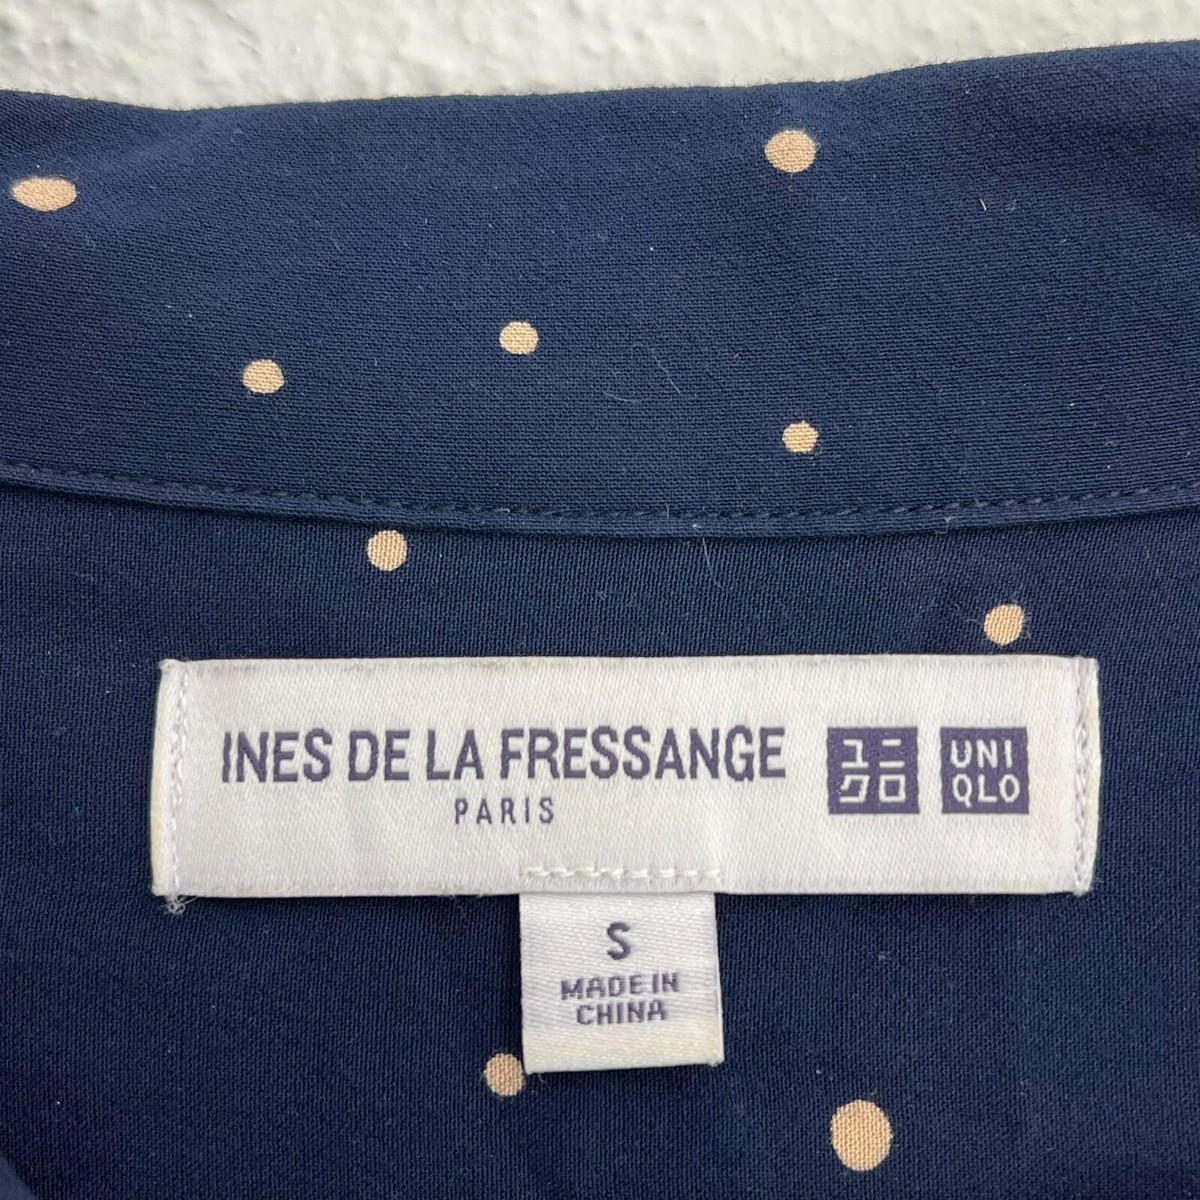 INES DE LA FRESSANGE
PARIS
ユニ
クロ
UNI
QLO
S
MADE IN
CHINA